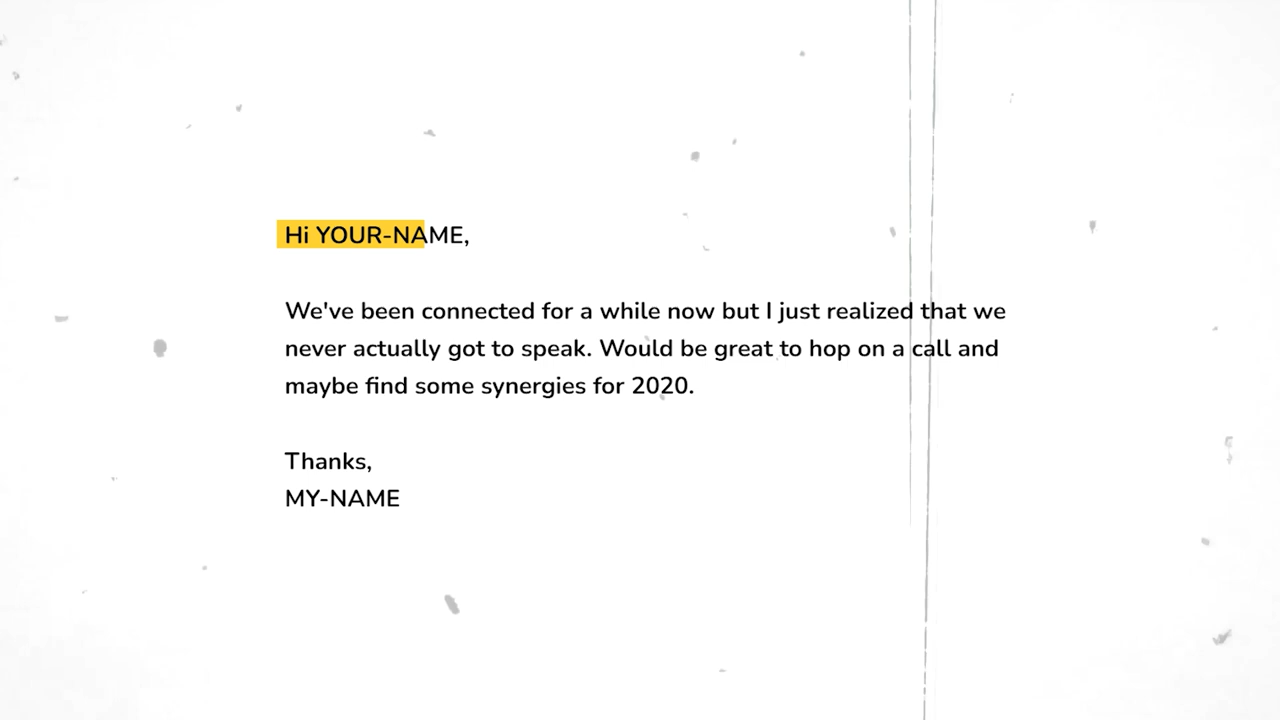 Hi YOUR-NAME,
We've been connected for a while now but I just realized that we
never actually got to speak. Would be great to hop on a call and
maybe find some synergies for 2020.
Thanks,
MY-NAME